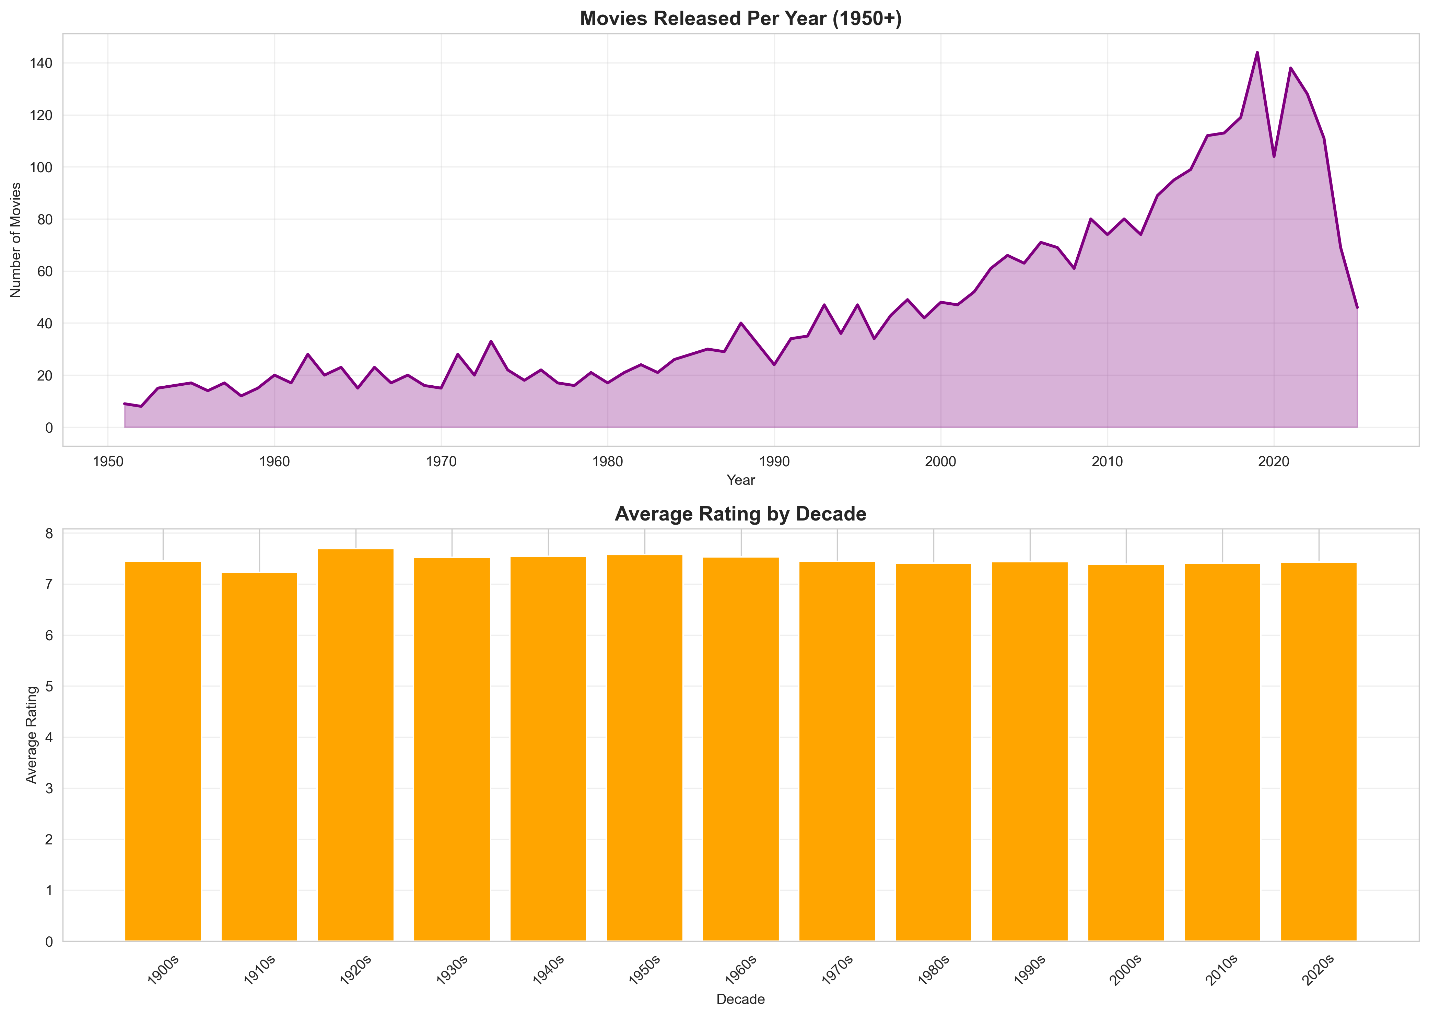 Movies Released Per Year (1950+)
Number of Movies
140
120
100
80
60
40
20
0
1950 1960 1970 1980 1990 2000 2010 2020
Year
Average Rating by Decade
Average Rating
8
7
6
5
4
3
2
1
0
1900s 1910s 1920s 1930s 1940s 1950s 1960s 1970s 1980s 1990s 2000s 2010s 2020s
Decade